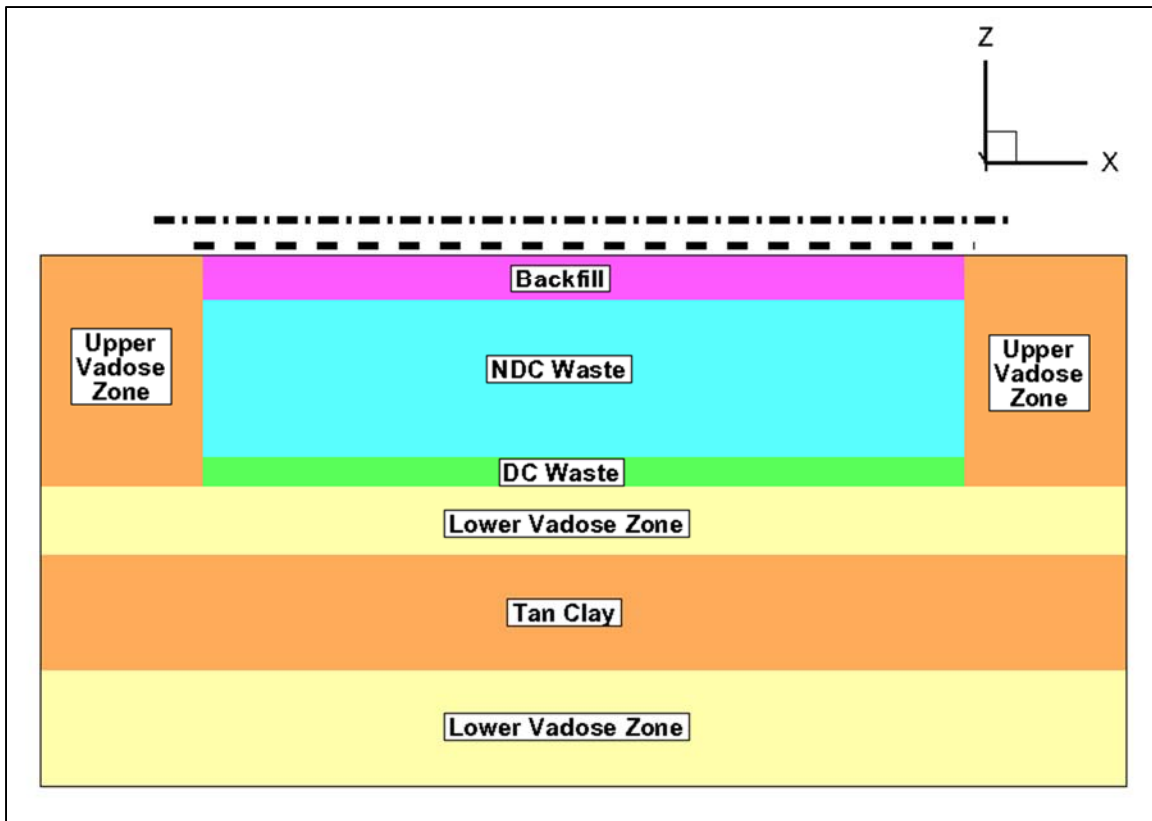 Z
Y
X
Backfill
Upper
Vadose
Zone
NDC Waste
Upper
Vadose
Zone
DC Waste
Lower Vadose Zone
Tan Clay
Lower Vadose Zone